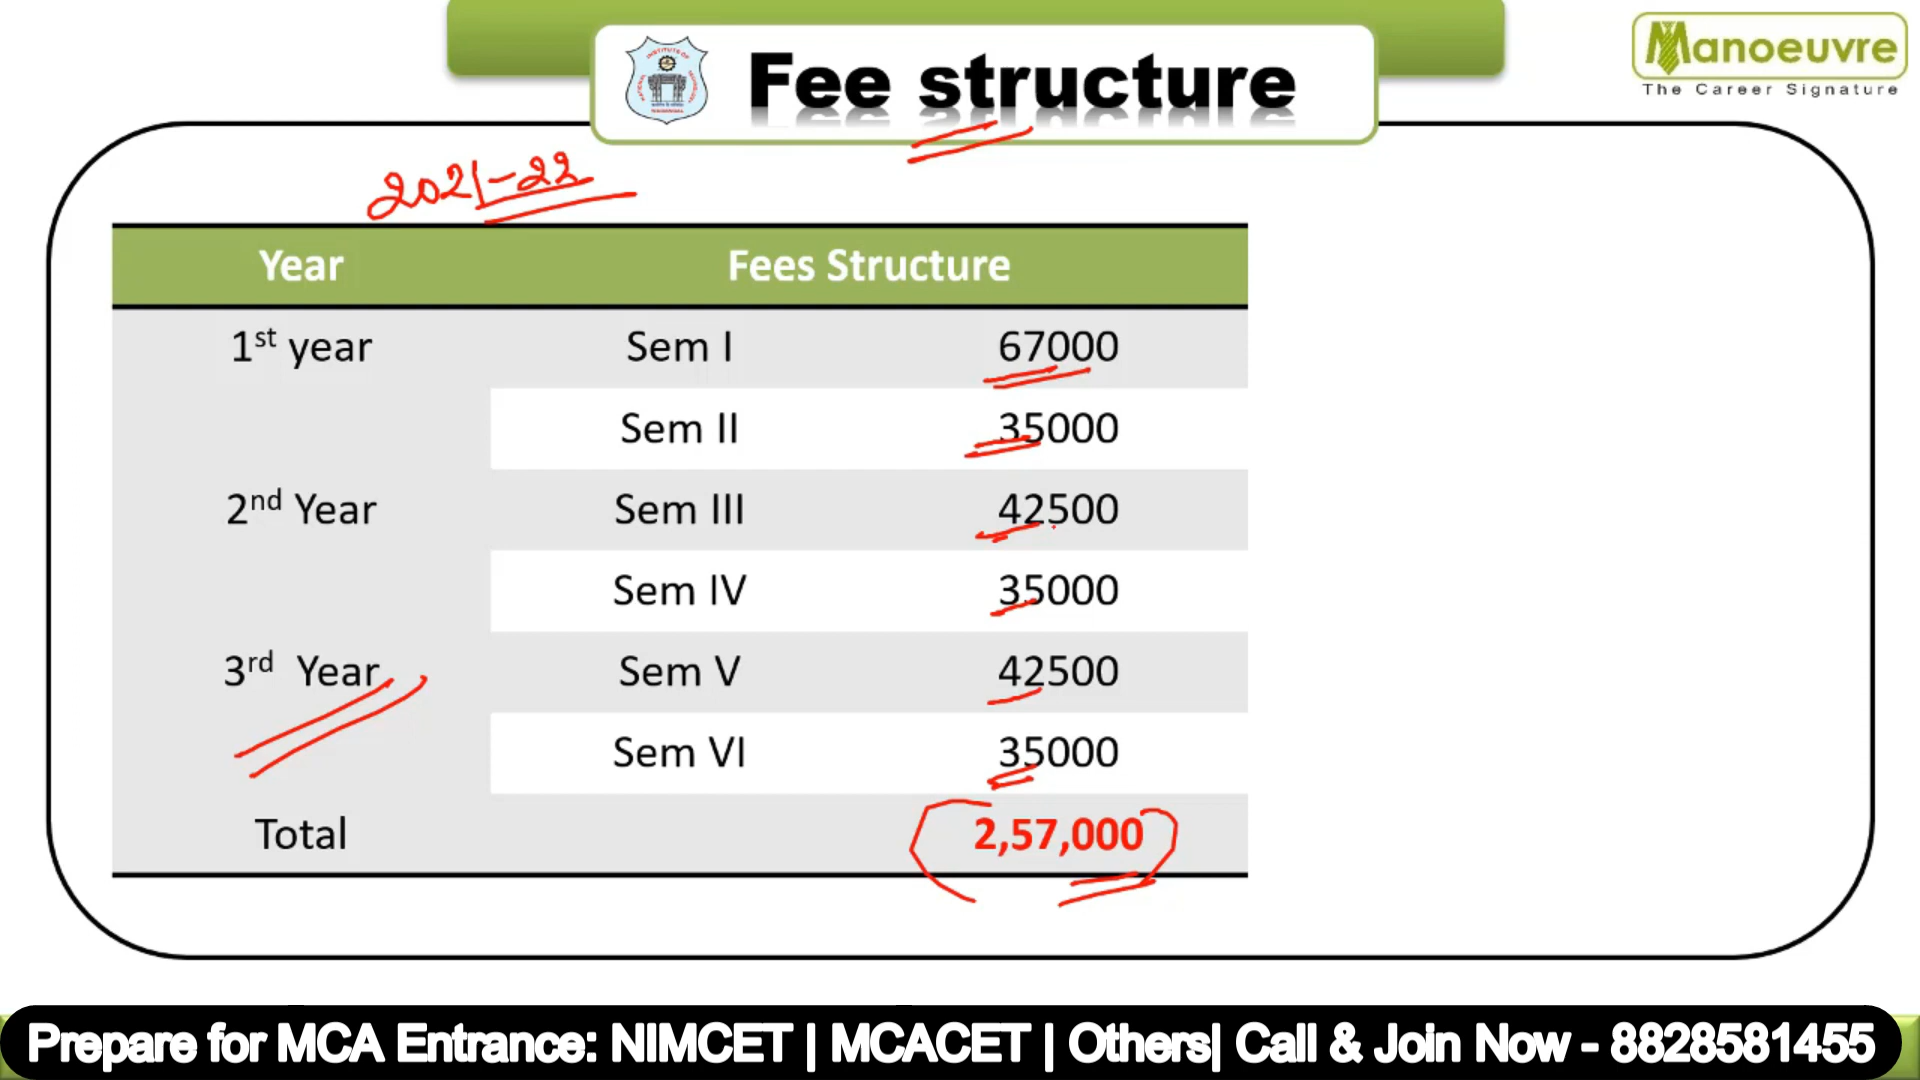 Fee structure
Manoeuvre
The Career Signature
2021-22
Year Fees Structure
1st year Sem I 67000
Sem II 35000
2nd Year Sem III 42500
Sem IV 35000
3rd Year Sem V 42500
Sem VI 35000
Total 2,57,000
Prepare for MCA Entrance: NIMCET | MCACET | Others| Call & Join Now - 8828581455